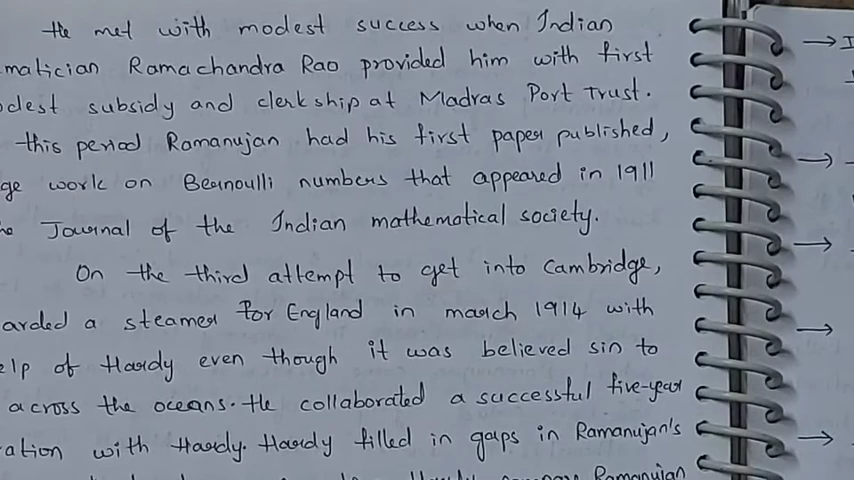 He met with modest success when Indian
matician Ramachandra Rao provided him with first
dest subsidy and clerkship at Madras Port Trust.
this period Ramanujan had his first paper published,
ge work on Bernoulli numbers that appeared in 1911
he Journal of the Indian mathematical society.
On the third attempt to get into Cambridge,
arded a steamer for England in march 1914 with
elp of Hardy even though it was believed sin to
across the oceans. He collaborated a successful five-year
ration with Hardy. Hardy filled in gaps in Ramanujan's
Ramanujan